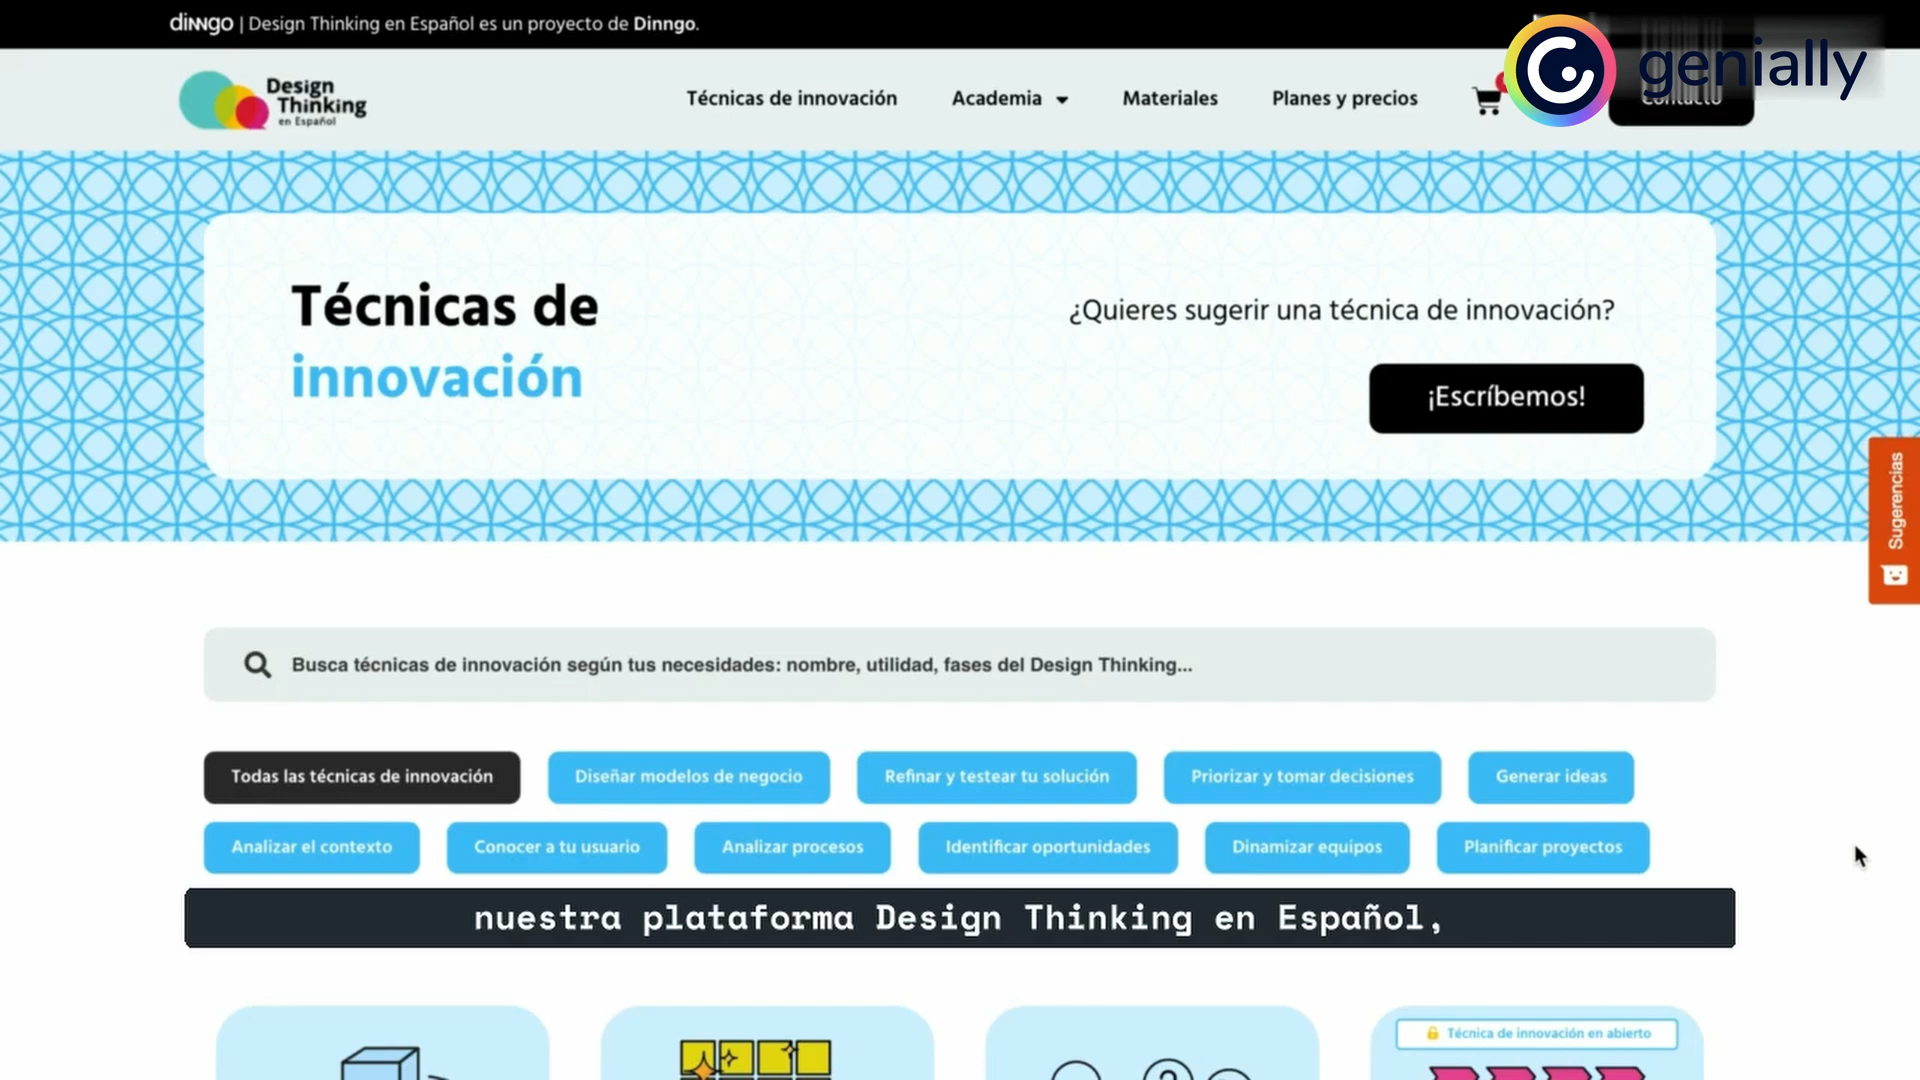 dinngo | Design Thinking en Español es un proyecto de Dinngo.
genially
Design
Thinking
en Español
Técnicas de innovación
Academia
Materiales
Planes y precios
Contacto
Técnicas de
innovación
¿Quieres sugerir una técnica de innovación?
¡Escríbemos!
Sugerencias
Busca técnicas de innovación según tus necesidades: nombre, utilidad, fases del Design Thinking...
Todas las técnicas de innovación
Diseñar modelos de negocio
Refinar y testear tu solución
Priorizar y tomar decisiones
Generar ideas
Analizar el contexto
Conocer a tu usuario
Analizar procesos
Identificar oportunidades
Dinamizar equipos
Planificar proyectos
nuestra plataforma Design Thinking en Español,
Técnica de innovación en abierto